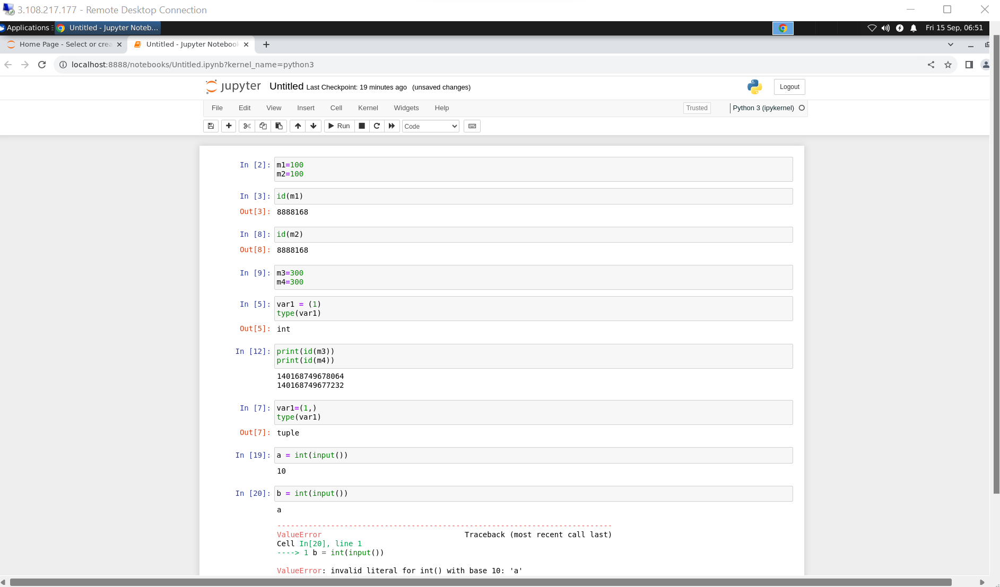 3.108.217.177 - Remote Desktop Connection
Applications Untitled - Jupyter Noteb... Fri 15 Sep, 06:51
Home Page - Select or crea Untitled - Jupyter Notebook
localhost:8888/notebooks/Untitled.ipynb?kernel_name=python3
jupyter Untitled Last Checkpoint: 19 minutes ago (unsaved changes) Logout
File Edit View Insert Cell Kernel Widgets Help Trusted Python 3 (ipykernel)
Run Code
In [2]: m1=100
m2=100
In [3]: id(m1)
Out[3]: 8888168
In [8]: id(m2)
Out[8]: 8888168
In [9]: m3=300
m4=300
In [5]: var1 = (1)
type(var1)
Out[5]: int
In [12]: print(id(m3))
print(id(m4))
140168749678064
140168749677232
In [7]: var1=(1,)
type(var1)
Out[7]: tuple
In [19]: a = int(input())
10
In [20]: b = int(input())
a
---------------------------------------------------------------------------
ValueError Traceback (most recent call last)
Cell In[20], line 1
----> 1 b = int(input())
ValueError: invalid literal for int() with base 10: 'a'